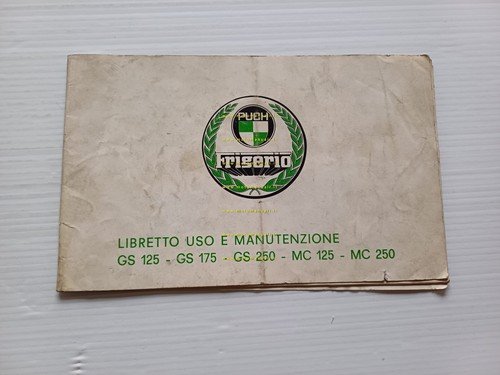 PUCH
Frigerio
LIBRETTO USO E MANUTENZIONE
GS 125 - GS 175 - GS 250 - MC 125 - MC 250